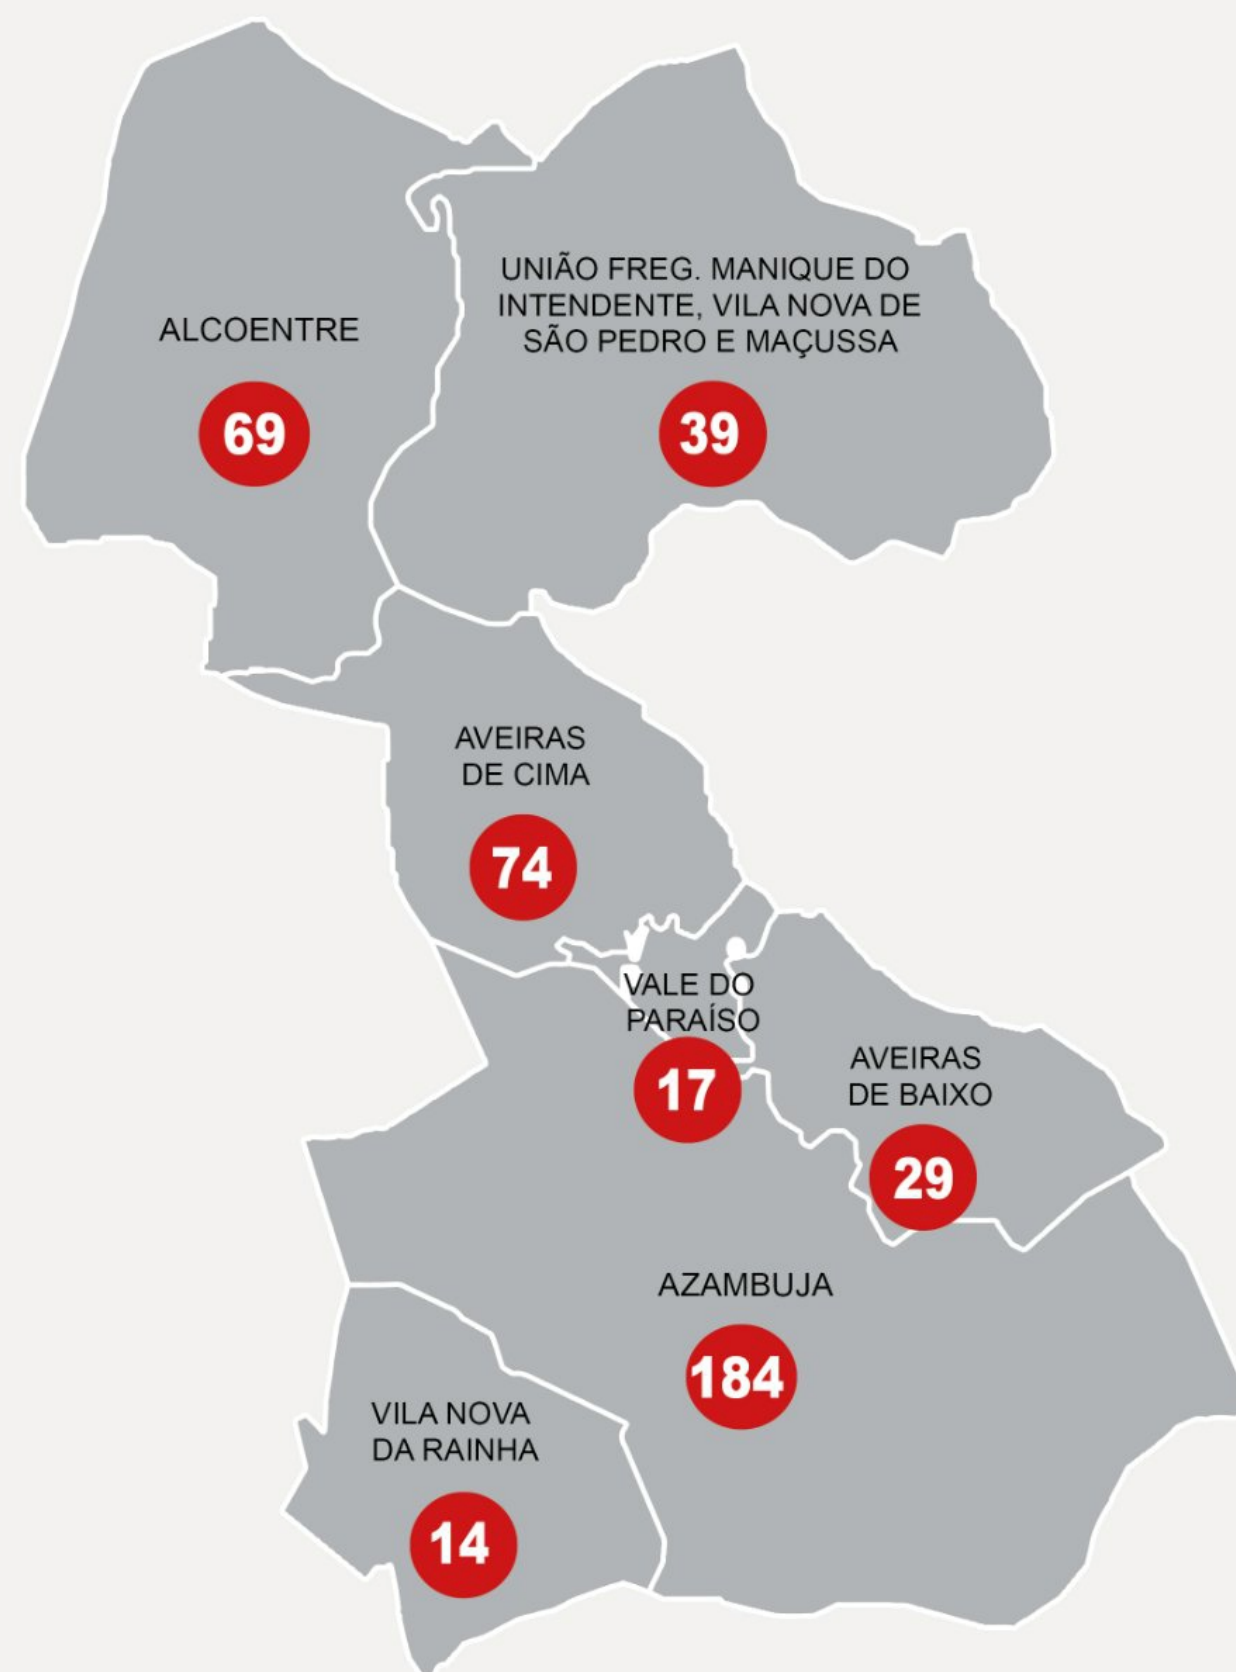 UNIÃO FREG. MANIQUE DO
INTENDENTE, VILA NOVA DE
SÃO PEDRO E MAÇUSSA
39
ALCOENTRE
69
AVEIRAS
DE CIMA
74
VALE DO
PARAÍSO
17
AVEIRAS
DE BAIXO
29
AZAMBUJA
184
VILA NOVA
DA RAINHA
14